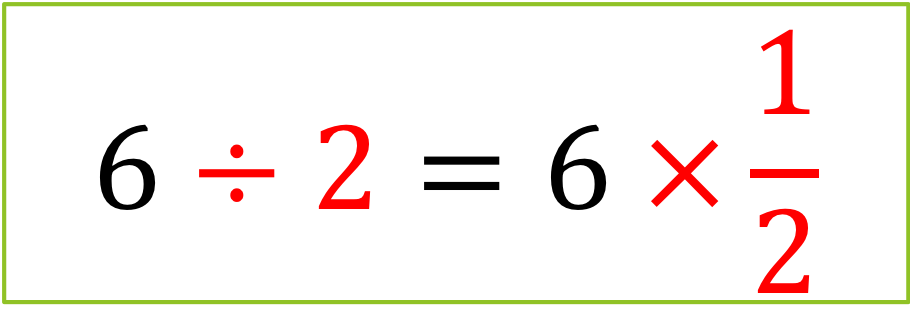 6 ÷ 2 = 6 × 1/2